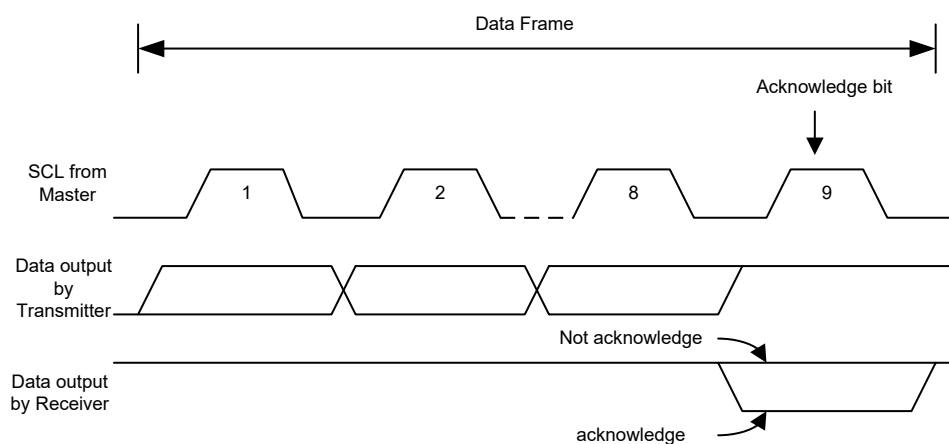 Data Frame
Acknowledge bit
SCL from
Master
1
2
8
9
Data output
by
Transmitter
Not acknowledge
Data output
by Receiver
acknowledge